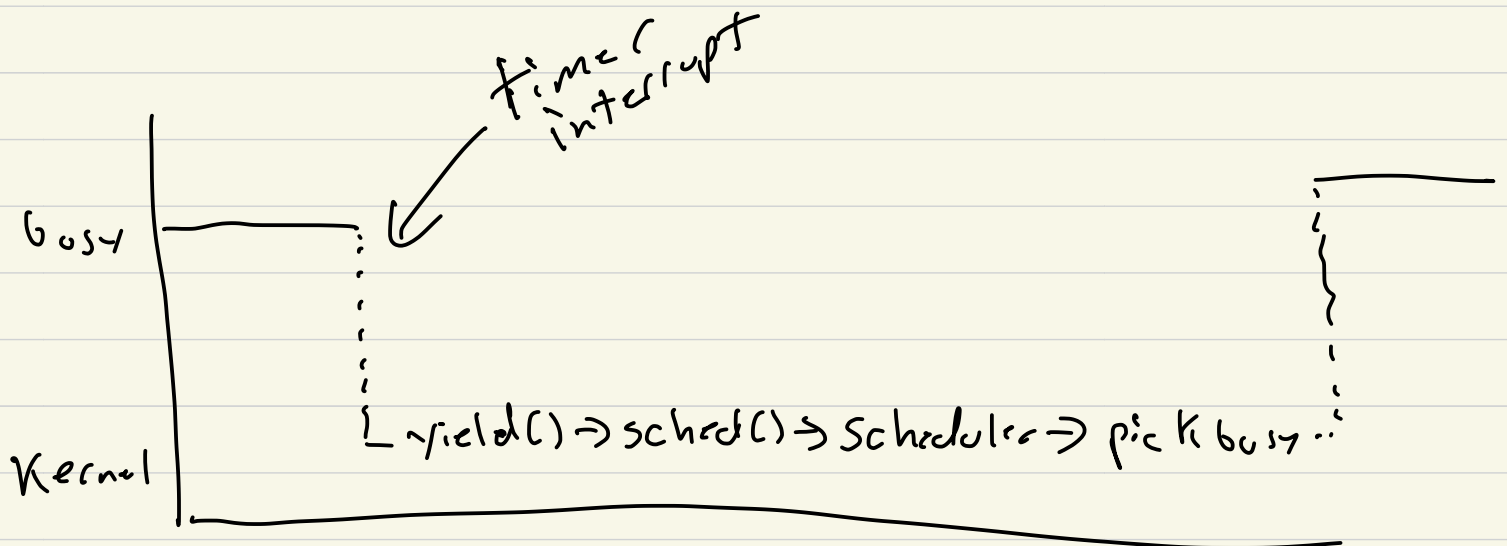 timer
interrupt
busy
yield() → sched() → scheduler → pick busy
Kernel